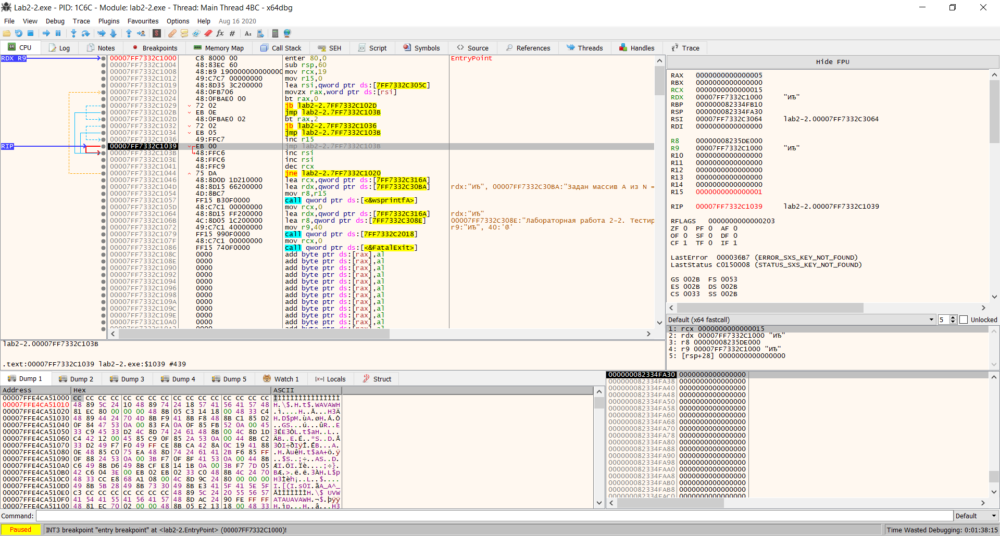 Lab2-2.exe - PID: 1C6C - Module: lab2-2.exe - Thread: Main Thread 4BC - x64dbg
File View Debug Trace Plugins Favourites Options Help Aug 16 2020
CPU Log Notes Breakpoints Memory Map Call Stack SEH Script Symbols Source References Threads Handles Trace
RDX R9 00007FF7332C1000 C8 8000 00 enter 80,0 EntryPoint
00007FF7332C1004 48:83EC 60 sub rsp,60
00007FF7332C1008 48:B9 19000000000000 mov rcx,19
00007FF7332C1012 49:C7C7 00000000 mov r15,0
00007FF7332C1019 48:8D35 3C200000 lea rsi,qword ptr ds:[7FF7332C305C]
00007FF7332C1020 48:0FB706 movzx rax,word ptr ds:[rsi]
00007FF7332C1024 48:0FBAE0 00 bt rax,0
00007FF7332C1029 72 02 jb lab2-2.7FF7332C102D
00007FF7332C102B EB 0E jmp lab2-2.7FF7332C103B
00007FF7332C102D 48:0FBAE0 02 bt rax,2
00007FF7332C1032 72 02 jb lab2-2.7FF7332C1036
00007FF7332C1034 EB 05 jmp lab2-2.7FF7332C103B
00007FF7332C1036 49:FFC7 inc r15
RIP 00007FF7332C1039 EB 00 jmp lab2-2.7FF7332C103B
00007FF7332C103B 48:FFC6 inc rsi
00007FF7332C103E 48:FFC6 inc rsi
00007FF7332C1041 48:FFC9 dec rcx
00007FF7332C1044 75 DA jne lab2-2.7FF7332C1020
00007FF7332C1046 48:8D0D 1D210000 lea rcx,qword ptr ds:[7FF7332C316A]
00007FF7332C104D 48:8D15 66200000 lea rdx,qword ptr ds:[7FF7332C30BA] rdx:"ИЂ", 00007FF7332C30BA:"Задан массив A из N =
00007FF7332C1054 4D:8BC7 mov r8,r15
00007FF7332C1057 FF15 B30F0000 call qword ptr ds:[<&wsprintfA>]
00007FF7332C105D 48:C7C1 00000000 mov rcx,0
00007FF7332C1064 48:8D15 FF200000 lea rdx,qword ptr ds:[7FF7332C316A] rdx:"ИЂ"
00007FF7332C106B 4C:8D05 1C200000 lea r8,qword ptr ds:[7FF7332C308E] 00007FF7332C308E:"Лабораторная работа 2-2. Тестир
00007FF7332C1072 49:C7C1 40000000 mov r9,40 r9:"ИЂ", 40:'@'
00007FF7332C1079 FF15 990F0000 call qword ptr ds:[7FF7332C2018]
00007FF7332C107F 48:C7C1 00000000 mov rcx,0
00007FF7332C1086 FF15 740F0000 call qword ptr ds:[<&FatalExit>]
00007FF7332C108C 0000 add byte ptr ds:[rax],al
00007FF7332C108E 0000 add byte ptr ds:[rax],al
00007FF7332C1090 0000 add byte ptr ds:[rax],al
00007FF7332C1092 0000 add byte ptr ds:[rax],al
00007FF7332C1094 0000 add byte ptr ds:[rax],al
00007FF7332C1096 0000 add byte ptr ds:[rax],al
00007FF7332C1098 0000 add byte ptr ds:[rax],al
00007FF7332C109A 0000 add byte ptr ds:[rax],al
00007FF7332C109C 0000 add byte ptr ds:[rax],al
00007FF7332C109E 0000 add byte ptr ds:[rax],al
00007FF7332C10A0 0000 add byte ptr ds:[rax],al
Hide FPU
RAX 0000000000000005
RBX 0000000000000000
RCX 0000000000000015
RDX 00007FF7332C1000 "ИЂ"
RBP 000000082334FB10
RSP 000000082334FA30
RSI 00007FF7332C3064 lab2-2.00007FF7332C3064
RDI 0000000000000000
R8 00000008235DE000
R9 00007FF7332C1000 "ИЂ"
R10 0000000000000000
R11 0000000000000000
R12 0000000000000000
R13 0000000000000000
R14 0000000000000000
R15 0000000000000001
RIP 00007FF7332C1039 lab2-2.00007FF7332C1039
RFLAGS 0000000000000203
ZF 0 PF 0 AF 0
OF 0 SF 0 DF 0
CF 1 TF 0 IF 1
LastError 000036B7 (ERROR_SXS_KEY_NOT_FOUND)
LastStatus C0150008 (STATUS_SXS_KEY_NOT_FOUND)
GS 002B FS 0053
ES 002B DS 002B
CS 0033 SS 002B
Default (x64 fastcall) 5 Unlocked
1: rcx 0000000000000015
2: rdx 00007FF7332C1000 "ИЂ"
3: r8 00000008235DE000
4: r9 00007FF7332C1000 "ИЂ"
5: [rsp+28] 0000000000000000
lab2-2.00007FF7332C103B
.text:00007FF7332C1039 lab2-2.exe:$1039 #439
Dump 1 Dump 2 Dump 3 Dump 4 Dump 5 Watch 1 [x=] Locals Struct
Address Hex ASCII
00007FFE4CA51000 CC CC CC CC CC CC CC CC CC CC CC CC CC CC CC CC ÌÌÌÌÌÌÌÌÌÌÌÌÌÌÌÌ
00007FFE4CA51010 48 89 5C 24 10 48 89 74 24 18 57 41 56 41 57 48 H.\$.H.t$.WAVAWH
00007FFE4CA51020 81 EC 80 00 00 00 48 8B 05 C3 14 18 00 48 33 C4 .ì....H..Ã...H3Ä
00007FFE4CA51030 48 89 44 24 70 4D 8B F9 41 8B F8 48 8B C1 85 D2 H.D$pM.ùA.øH.Á.Ò
00007FFE4CA51040 0F 84 47 53 0A 00 83 FA 0A 0F 85 FB 52 0A 00 45 ..GS...ú...ûR..E
00007FFE4CA51050 33 C9 45 33 D2 4C 8D 74 24 61 48 8B 00 4C 8D 1D 3ÉE3ÒL.t$aH..L..
00007FFE4CA51060 C4 42 12 00 45 85 C9 0F 85 2A 53 0A 00 44 8B C2 ÄB..E.É..*S..D.Â
00007FFE4CA51070 33 D2 49 F7 F0 49 FF CE 8B CA 42 8A 0C 19 41 88 3ÒI÷ðIÿÎ.ÊB...A.
00007FFE4CA51080 0E 48 85 C0 75 EA 48 8D 74 24 61 41 2B F6 85 FF .H.ÀuêH.t$aA+ö.ÿ
00007FFE4CA51090 0F 88 24 53 0A 00 3B F7 0F 8F 41 53 0A 00 44 8B ..$S..;÷..AS..D.
00007FFE4CA510A0 C6 49 8B D6 49 8B CF E8 14 1B 0A 00 3B F7 7D 05 ÆI.ÖI.Ïè....;÷}.
00007FFE4CA510B0 42 C6 04 3E 00 EB 02 EB 02 33 C0 48 8B 4C 24 70 BÆ.>.ë.ë.3ÀH.L$p
00007FFE4CA510C0 48 33 CC E8 68 A1 08 00 4C 8D 9C 24 80 00 00 00 H3Ìèh¡..L..$....
00007FFE4CA510D0 49 8B 5B 28 49 8B 73 30 49 8B E3 41 5F 41 5E 5F I.[(I.s0I.ãA_A^_
00007FFE4CA510E0 C3 CC CC CC CC CC CC CC 48 89 5C 24 20 55 56 57 ÃÌÌÌÌÌÌÌH.\$ UVW
00007FFE4CA510F0 41 54 41 55 41 56 41 57 48 8D AC 24 90 FE FF FF ATAUAVAWH.¬$.þÿÿ
00007FFE4CA51100 48 81 EC 70 02 00 00 48 8B 05 E2 13 18 00 48 33 H.ìp...H..â...H3
000000082334FA30 0000000000000000
000000082334FA38 0000000000000000
000000082334FA40 0000000000000000
000000082334FA48 0000000000000000
000000082334FA50 0000000000000000
000000082334FA58 0000000000000000
000000082334FA60 0000000000000000
000000082334FA68 0000000000000000
000000082334FA70 0000000000000000
000000082334FA78 0000000000000000
000000082334FA80 0000000000000000
000000082334FA88 0000000000000000
000000082334FA90 0000000000000000
000000082334FA98 0000000000000000
000000082334FAA0 0000000000000000
000000082334FAA8 0000000000000000
000000082334FAB0 0000000000000000
000000082334FAB8 0000000000000000
000000082334FAC0 0000000000000000
Command: Default
Paused INT3 breakpoint "entry breakpoint" at <lab2-2.EntryPoint> (00007FF7332C1000)! Time Wasted Debugging: 0:01:38:15